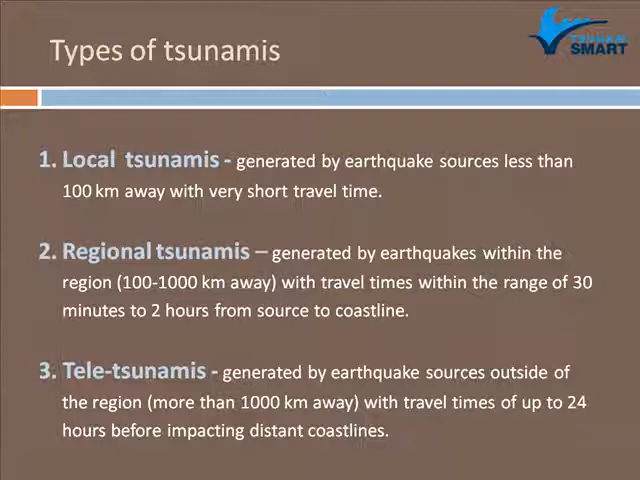 Types of tsunamis
TSUNAMI
SMART
1. Local tsunamis - generated by earthquake sources less than
100 km away with very short travel time.
2. Regional tsunamis – generated by earthquakes within the
region (100-1000 km away) with travel times within the range of 30
minutes to 2 hours from source to coastline.
3. Tele-tsunamis - generated by earthquake sources outside of
the region (more than 1000 km away) with travel times of up to 24
hours before impacting distant coastlines.